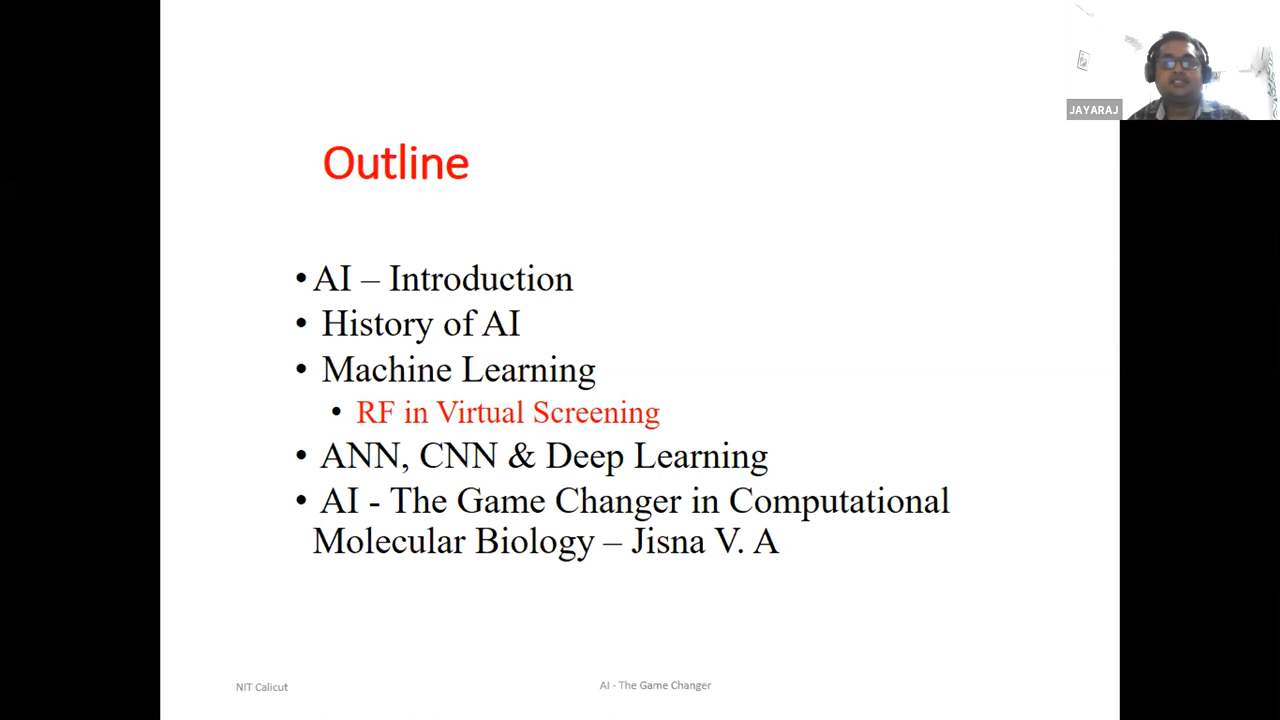 JAYARAJ
Outline
• AI – Introduction
• History of AI
• Machine Learning
• RF in Virtual Screening
• ANN, CNN & Deep Learning
• AI - The Game Changer in Computational
Molecular Biology – Jisna V. A
NIT Calicut
AI - The Game Changer